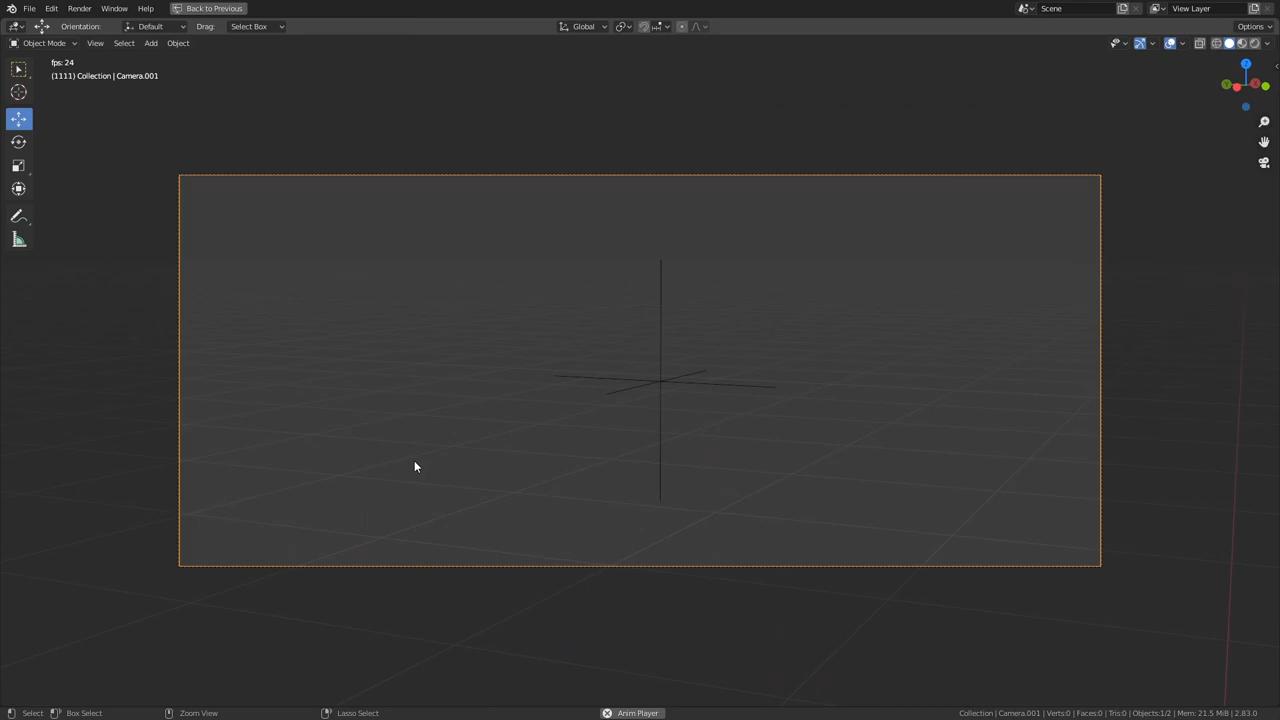 File Edit Render Window Help Back to Previous Scene View Layer
Orientation: Default Drag: Select Box Global Options
Object Mode View Select Add Object
fps: 24
(1111) Collection | Camera.001
Z
Y X
Select Box Select Zoom View Lasso Select Anim Player Collection | Camera.001 | Verts:0 | Faces:0 | Tris:0 | Objects:1/2 | Mem: 21.5 MiB | 2.83.0